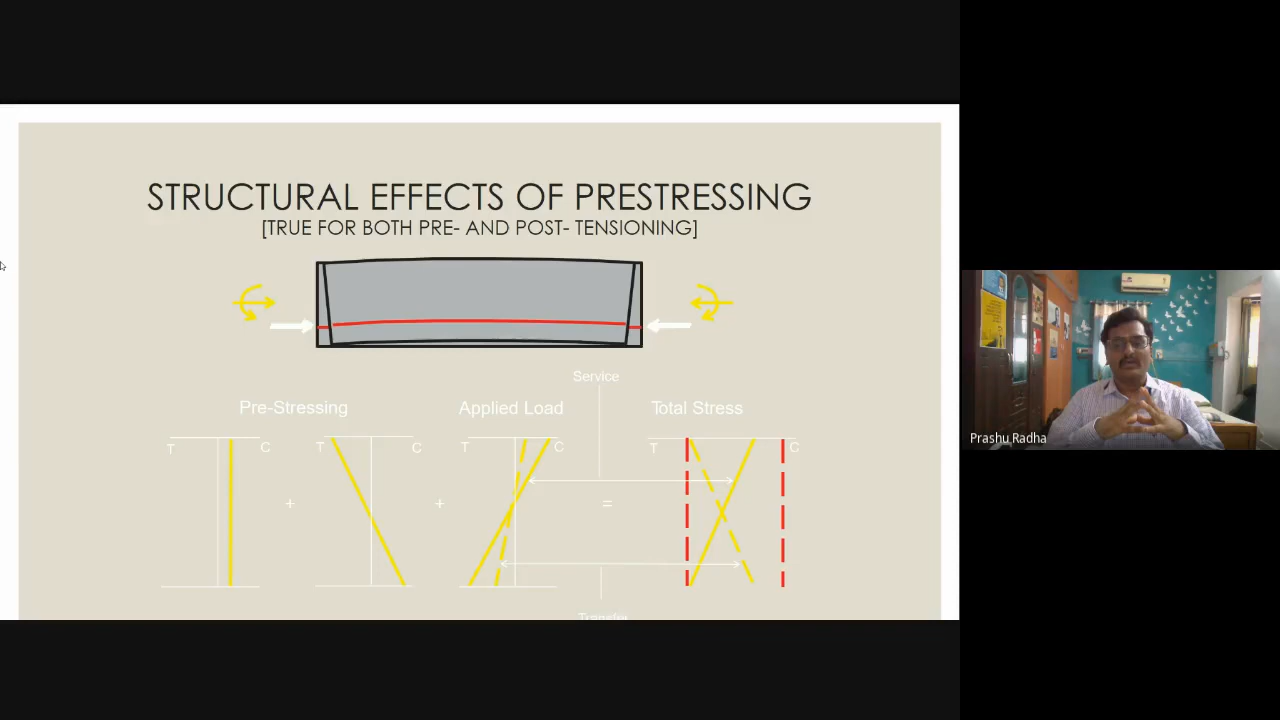 STRUCTURAL EFFECTS OF PRESTRESSING
[TRUE FOR BOTH PRE- AND POST- TENSIONING]
Service
Pre-Stressing Applied Load Total Stress
T C T C T C T C
+ + =
Transfer
Prashu Radha